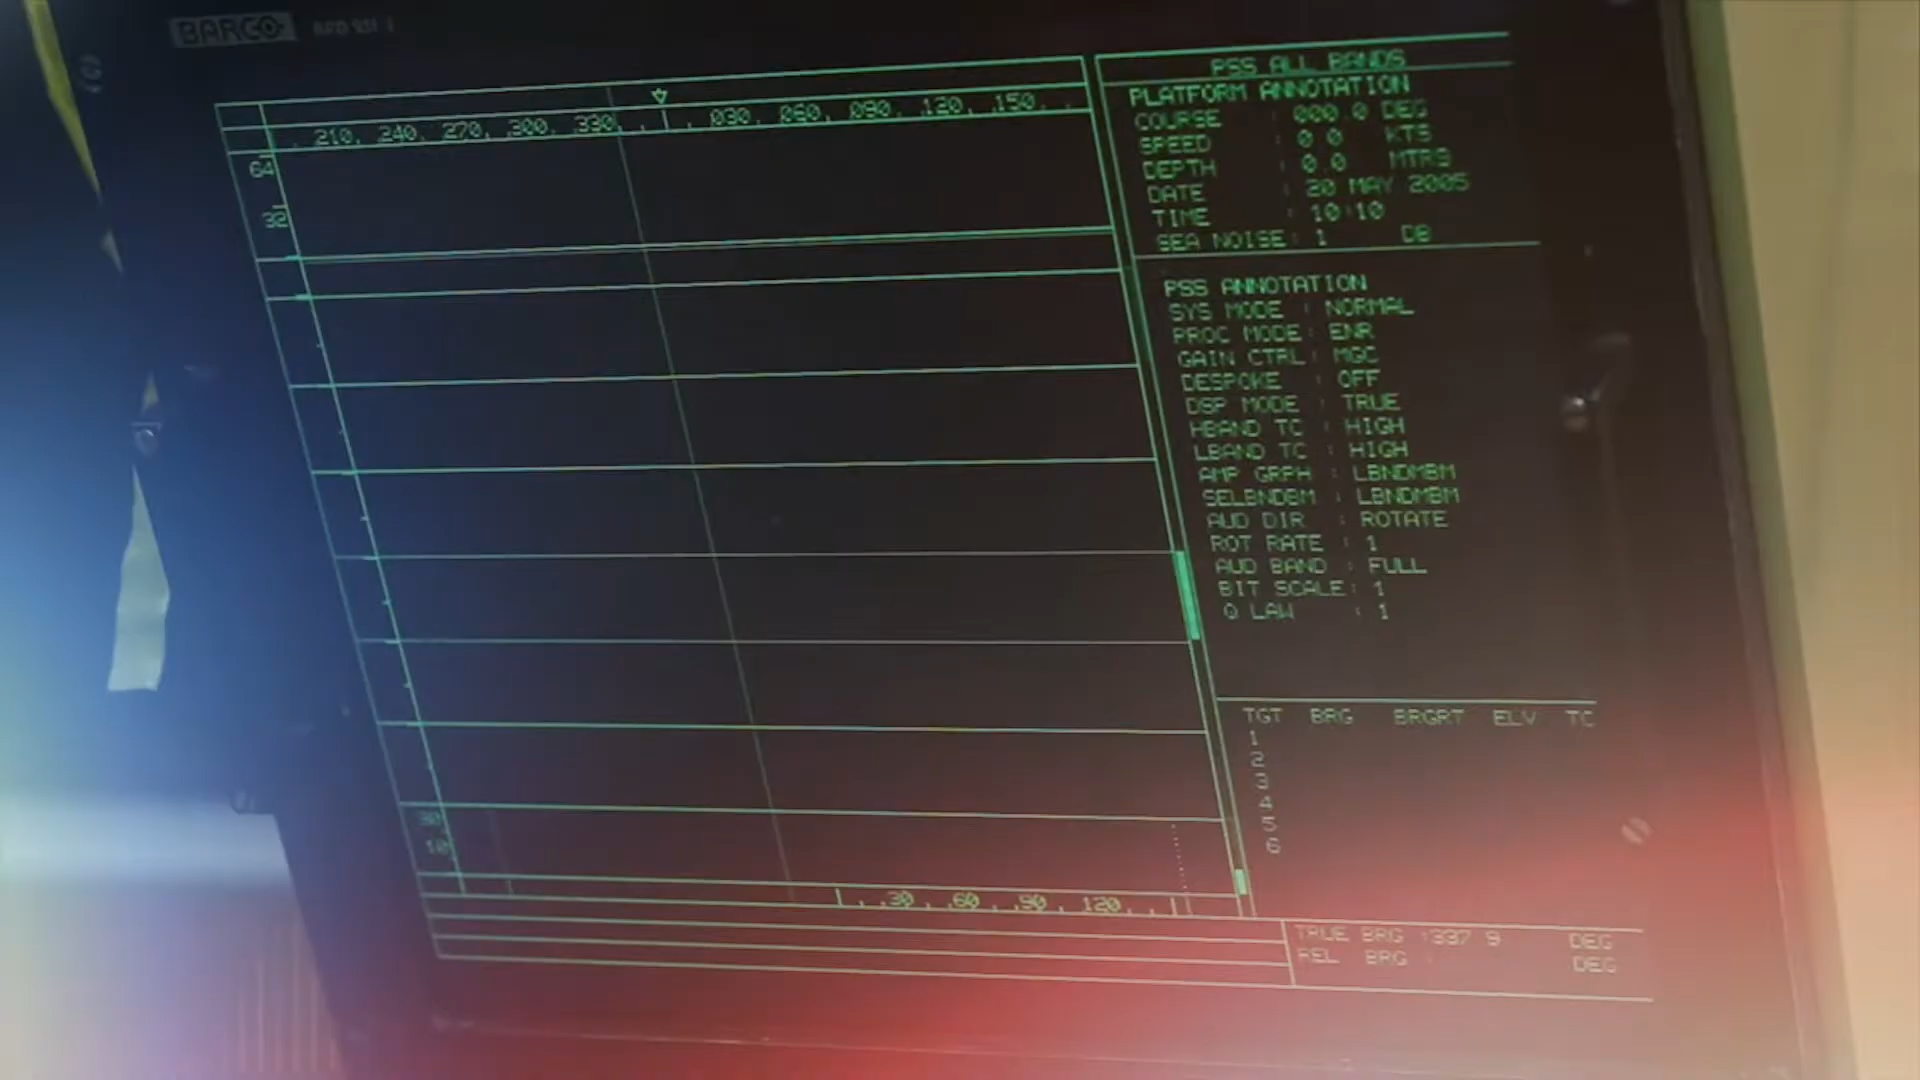 BARCO
64
32
210. 240. 270. 300. 330. 030. 060. 090. 120. 150.
30
10
.30 .60 .90 120.
PSS ALL BANDS
PLATFORM ANNOTATION
COURSE : 000.0 DEG
SPEED : 0.0 KTS
DEPTH : 0.0 MTRS
DATE : 20 MAY 2005
TIME : 10:10
SEA NOISE: 1 DB
PSS ANNOTATION
SYS MODE : NORMAL
PROC MODE: ENR
GAIN CTRL: MGC
DESPOKE : OFF
DSP MODE : TRUE
HBAND TC : HIGH
LBAND TC : HIGH
AMP GRPH : LBNDMBM
SELBNDBM : LBNDMBM
AUD DIR : ROTATE
ROT RATE : 1
AUD BAND : FULL
BIT SCALE: 1
Q LAW : 1
TGT BRG BRGRT ELV TC
1
2
3
4
5
6
TRUE BRG :337 9 DEG
REL BRG : DEG